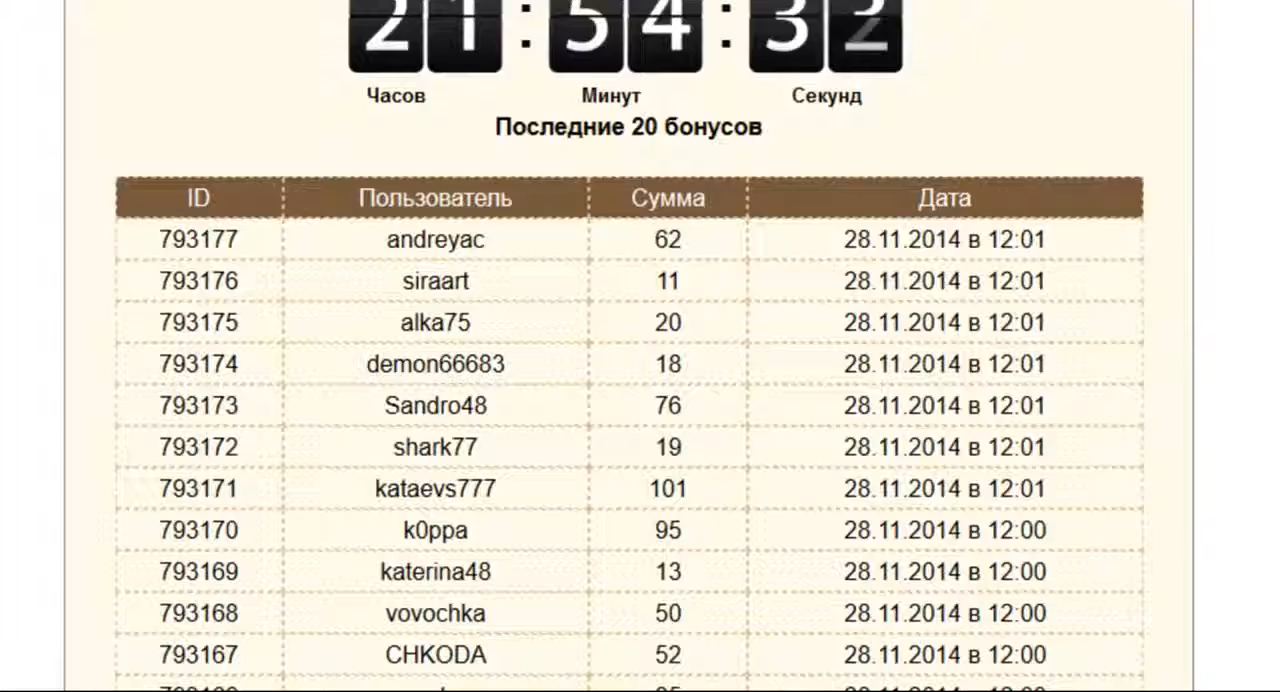 21 : 54 : 32
Часов Минут Секунд
Последние 20 бонусов
ID Пользователь Сумма Дата
793177 andreyac 62 28.11.2014 в 12:01
793176 siraart 11 28.11.2014 в 12:01
793175 alka75 20 28.11.2014 в 12:01
793174 demon66683 18 28.11.2014 в 12:01
793173 Sandro48 76 28.11.2014 в 12:01
793172 shark77 19 28.11.2014 в 12:01
793171 kataevs777 101 28.11.2014 в 12:01
793170 k0ppa 95 28.11.2014 в 12:00
793169 katerina48 13 28.11.2014 в 12:00
793168 vovochka 50 28.11.2014 в 12:00
793167 CHKODA 52 28.11.2014 в 12:00